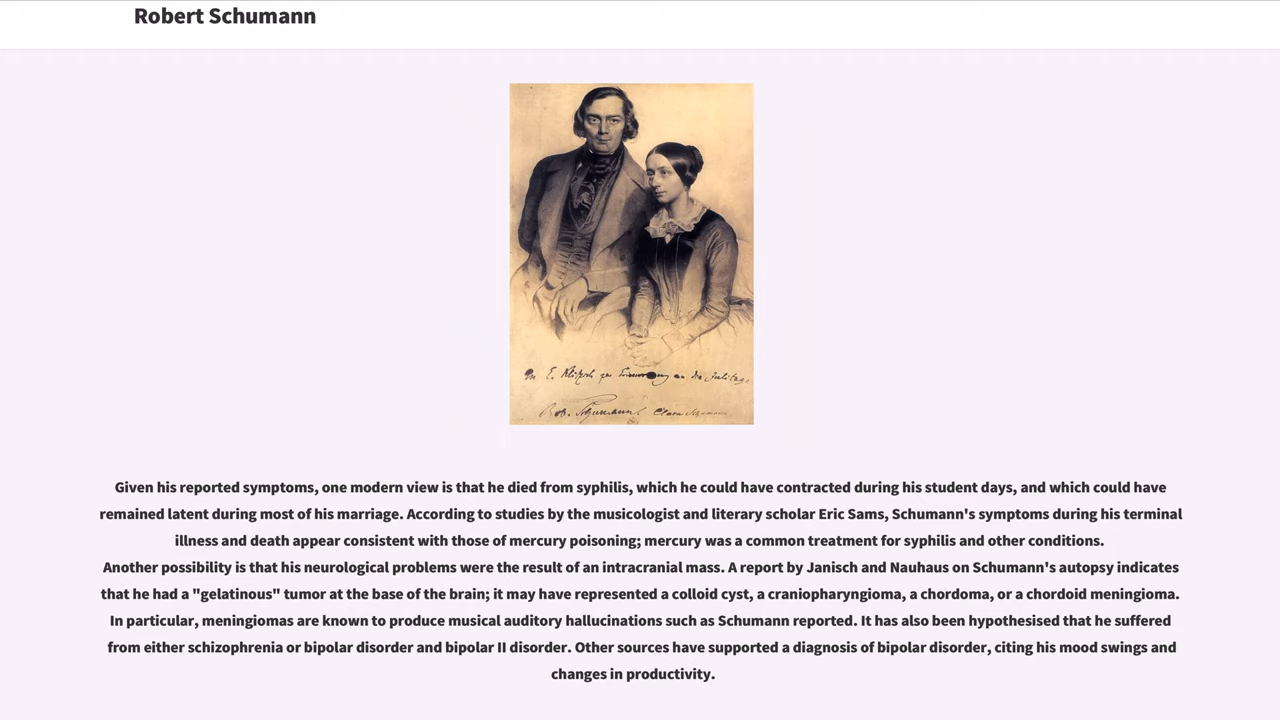 Robert Schumann
Rob. Schumann Clara Schumann
Given his reported symptoms, one modern view is that he died from syphilis, which he could have contracted during his student days, and which could have
remained latent during most of his marriage. According to studies by the musicologist and literary scholar Eric Sams, Schumann's symptoms during his terminal
illness and death appear consistent with those of mercury poisoning; mercury was a common treatment for syphilis and other conditions.
Another possibility is that his neurological problems were the result of an intracranial mass. A report by Janisch and Nauhaus on Schumann's autopsy indicates
that he had a "gelatinous" tumor at the base of the brain; it may have represented a colloid cyst, a craniopharyngioma, a chordoma, or a chordoid meningioma.
In particular, meningiomas are known to produce musical auditory hallucinations such as Schumann reported. It has also been hypothesised that he suffered
from either schizophrenia or bipolar disorder and bipolar II disorder. Other sources have supported a diagnosis of bipolar disorder, citing his mood swings and
changes in productivity.